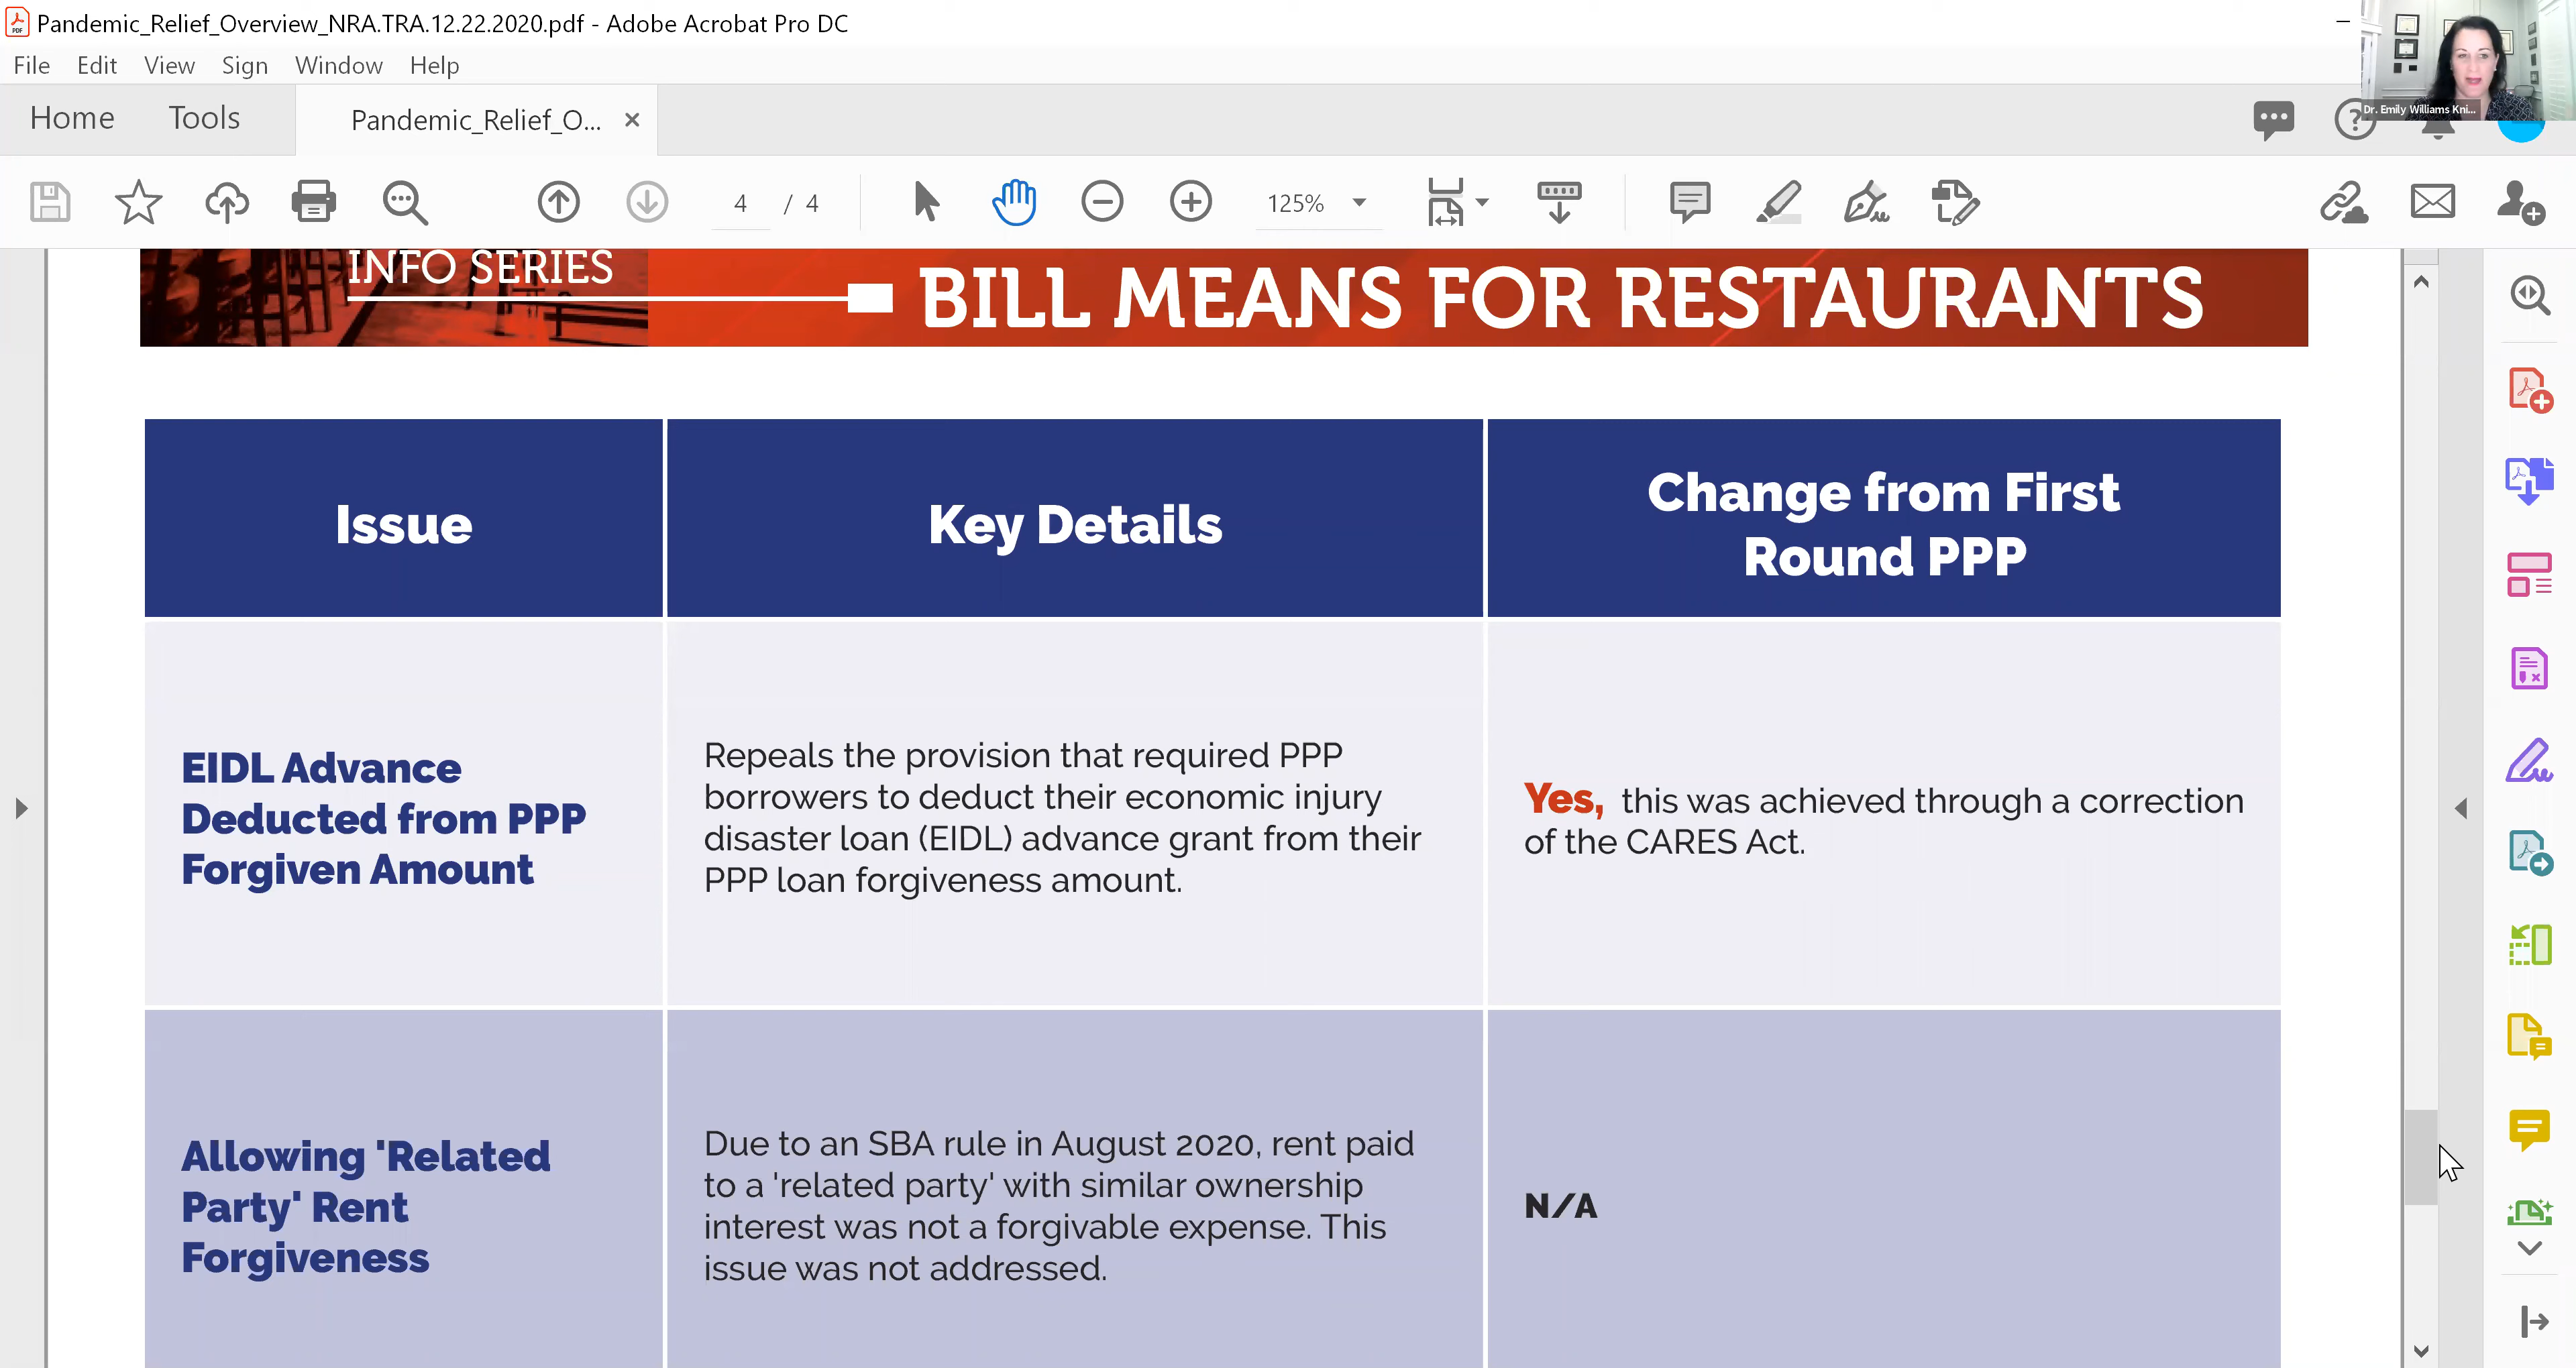 Pandemic_Relief_Overview_NRA.TRA.12.22.2020.pdf - Adobe Acrobat Pro DC
File Edit View Sign Window Help
Dr. Emily Williams Kni...
Home Tools Pandemic_Relief_O... ×
4 / 4 125%
INFO SERIES
BILL MEANS FOR RESTAURANTS
Issue
Key Details
Change from First
Round PPP
EIDL Advance
Deducted from PPP
Forgiven Amount
Repeals the provision that required PPP
borrowers to deduct their economic injury
disaster loan (EIDL) advance grant from their
PPP loan forgiveness amount.
Yes, this was achieved through a correction
of the CARES Act.
Allowing 'Related
Party' Rent
Forgiveness
Due to an SBA rule in August 2020, rent paid
to a 'related party' with similar ownership
interest was not a forgivable expense. This
issue was not addressed.
N/A